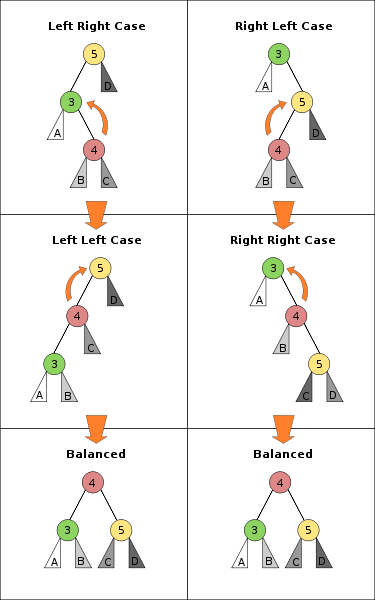 Left Right Case
5
D
3
A
4
B C
Right Left Case
3
A
5
D
4
B C
Left Left Case
5
D
4
C
3
A B
Right Right Case
3
A
4
B
5
C D
Balanced
4
3 5
A B C D
Balanced
4
3 5
A B C D